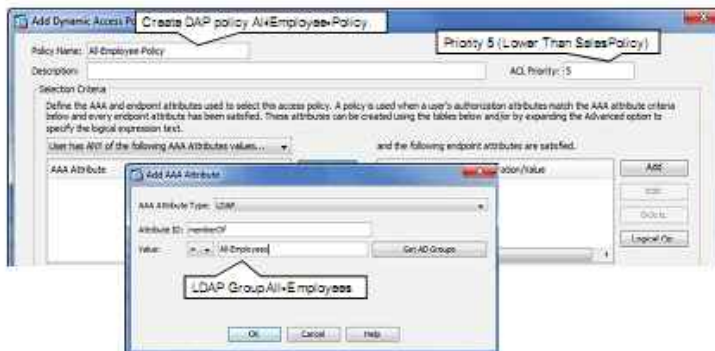 Add Dynamic Access Po
Create DAP policy All+Employee+Policy
Policy Name: All-Employee-Policy
Priority 5 (Lower Than SalesPolicy)
Description:
ACL Priority: 5
Selection Criteria
Define the AAA and endpoint attributes used to select this access policy. A policy is used when a user's authorization attributes match the AAA attribute criteria
below and every endpoint attribute has been satisfied. These attributes can be created using the tables below and/or by expanding the Advanced option to
specify the logical expression text.
User has ANY of the following AAA Attributes values...
and the following endpoint attributes are satisfied.
AAA Attribute
ation/Value
Add
Edit
Delete
Logical Op.
Add AAA Attribute
AAA Attribute Type: LDAP
Attribute ID: memberOf
Value: = All-Employees
Get AD Groups
LDAP Group All+Employees
OK Cancel Help